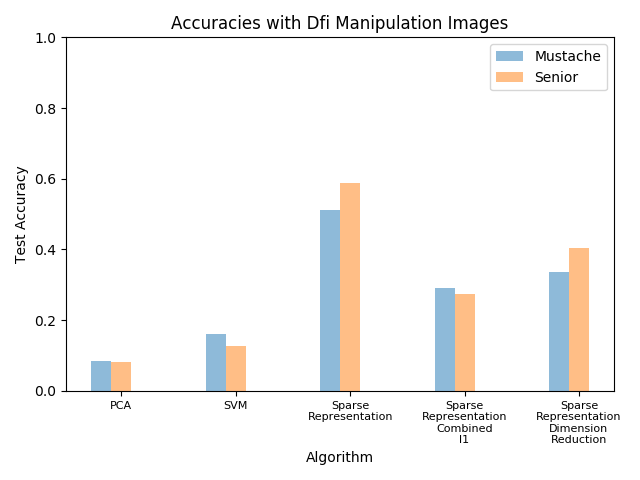 Accuracies with Dfi Manipulation Images
1.0
0.8
0.6
0.4
0.2
0.0
Test Accuracy
Mustache
Senior
PCA
SVM
Sparse
Representation
Sparse
Representation
Combined
l1
Sparse
Representation
Dimension
Reduction
Algorithm